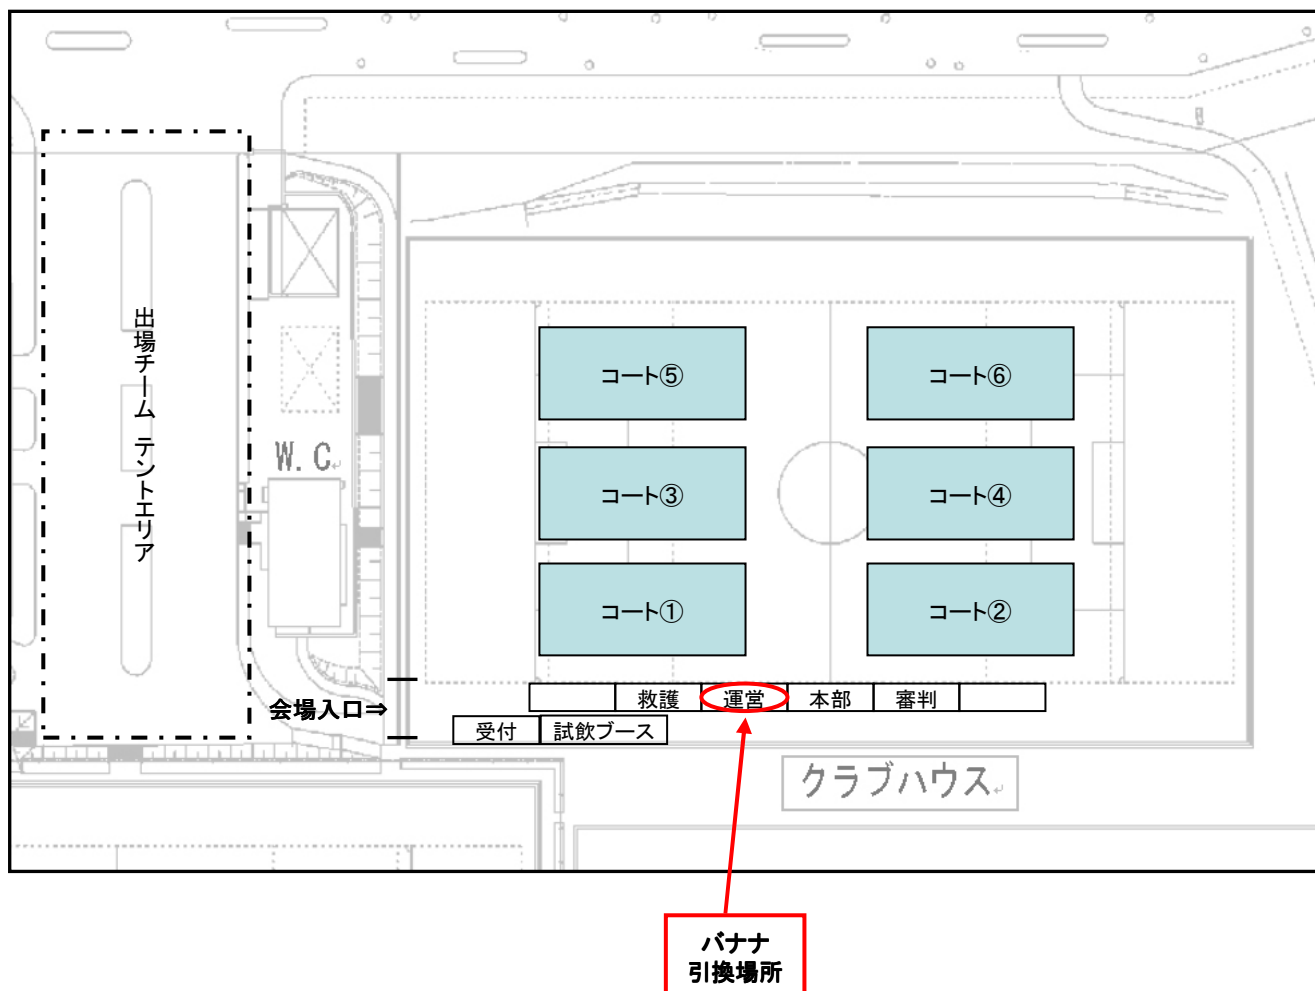 出場チーム テントエリア
コート⑤
コート⑥
W.C
コート③
コート④
コート①
コート②
会場入口⇒
救護
運営
本部
審判
受付
試飲ブース
クラブハウス
バナナ
引換場所